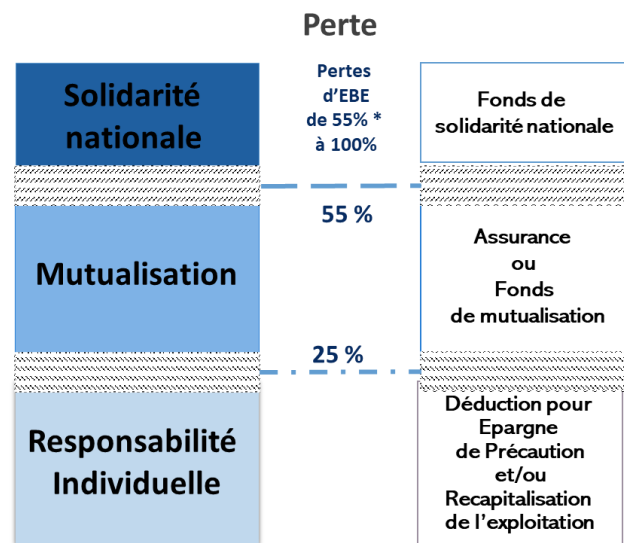 Perte
Solidarité
nationale
Pertes
d'EBE
de 55% *
à 100%
Fonds de
solidarité nationale
55 %
Mutualisation
Assurance
ou
Fonds
de mutualisation
25 %
Responsabilité
Individuelle
Déduction pour
Epargne
de Précaution
et/ou
Recapitalisation
de l'exploitation